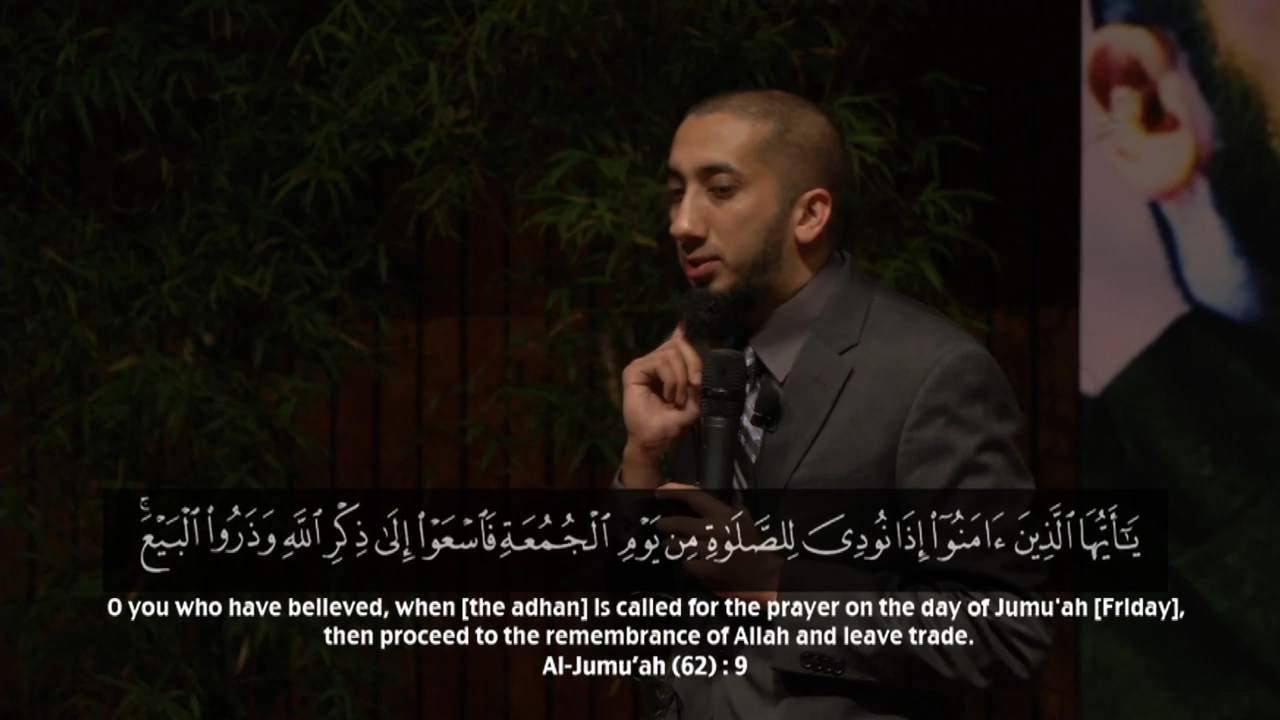 يَـٰٓأَيُّهَا ٱلَّذِينَ ءَامَنُوٓا۟ إِذَا نُودِىَ لِلصَّلَوٰةِ مِن يَوْمِ ٱلْجُمُعَةِ فَٱسْعَوْا۟ إِلَىٰ ذِكْرِ ٱللَّهِ وَذَرُوا۟ ٱلْبَيْعَ ۚ
O you who have believed, when [the adhan] is called for the prayer on the day of Jumu'ah [Friday],
then proceed to the remembrance of Allah and leave trade.
Al-Jumu’ah (62) : 9